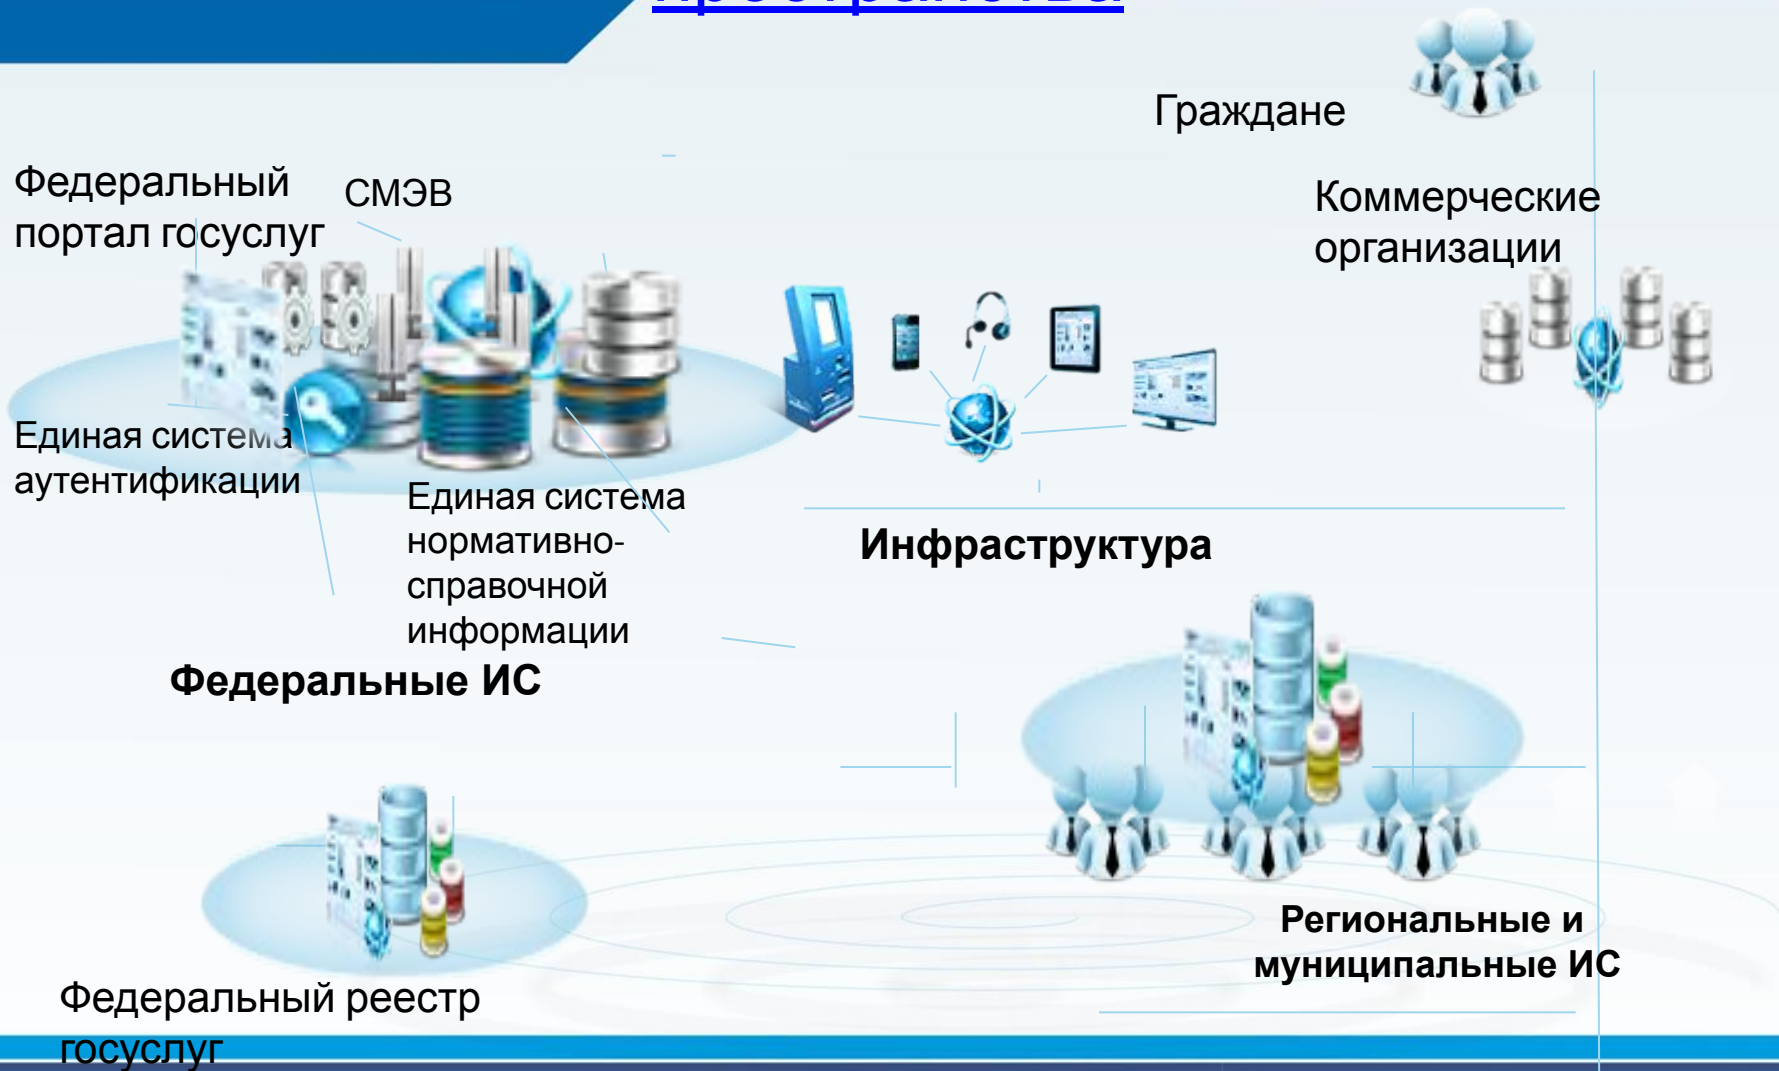 пространства
Граждане
Федеральный
портал госуслуг
СМЭВ
Коммерческие
организации
Единая система
аутентификации
Единая система
нормативно-
справочной
информации
Инфраструктура
Федеральные ИС
Региональные и
муниципальные ИС
Федеральный реестр
госуслуг